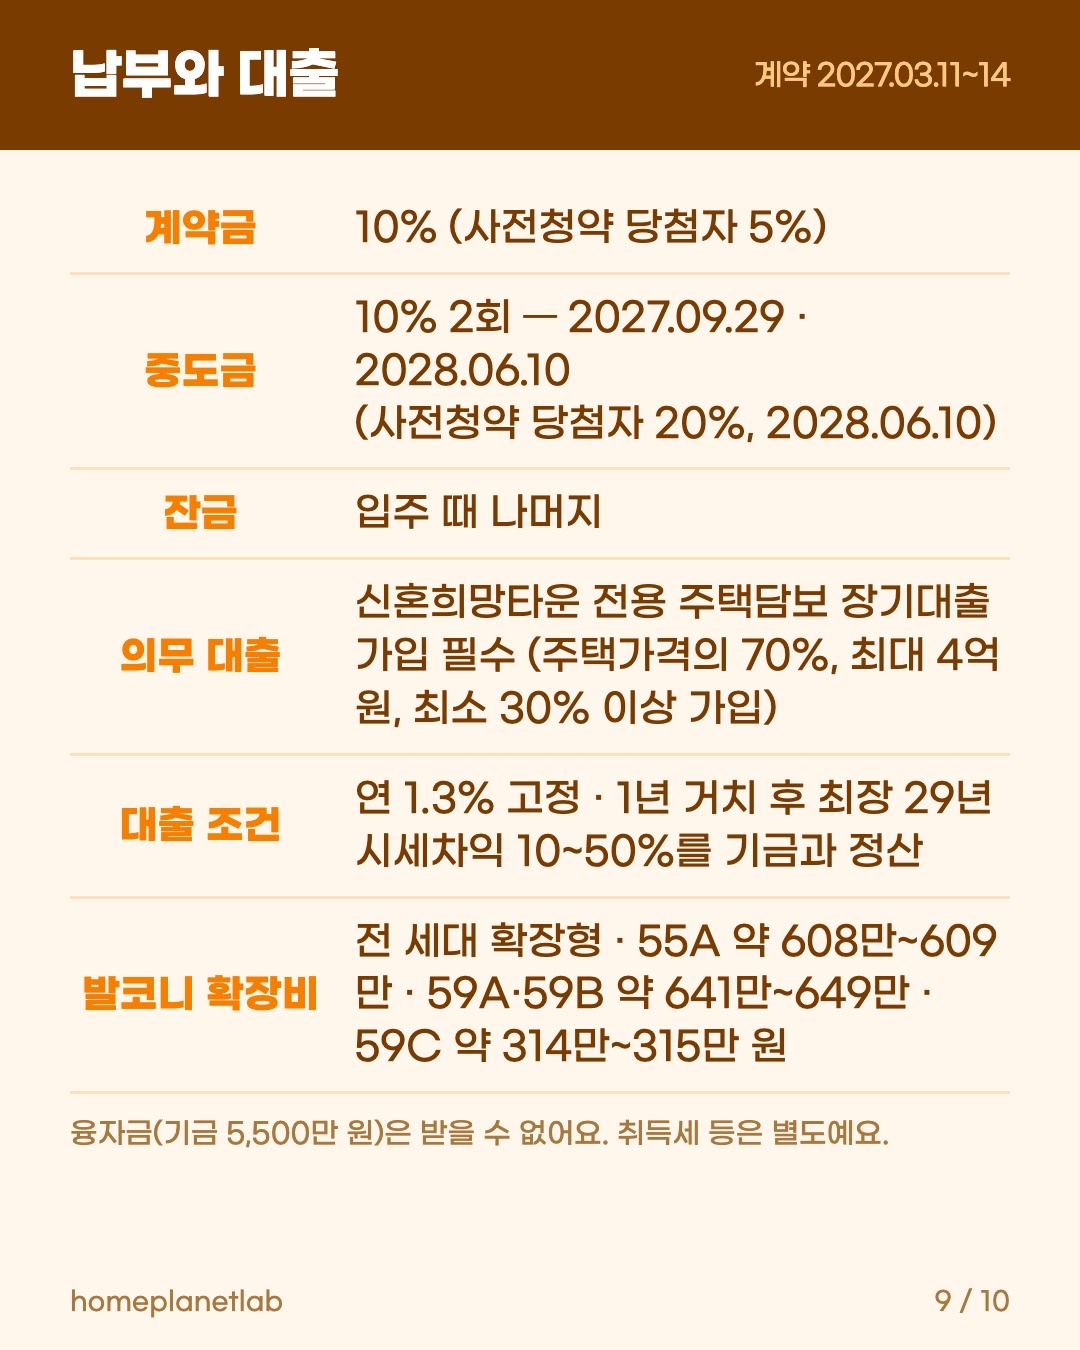 납부와 대출
계약 2027.03.11~14
계약금
10% (사전청약 당첨자 5%)
중도금
10% 2회 — 2027.09.29 ·
2028.06.10
(사전청약 당첨자 20%, 2028.06.10)
잔금
입주 때 나머지
의무 대출
신혼희망타운 전용 주택담보 장기대출
가입 필수 (주택가격의 70%, 최대 4억
원, 최소 30% 이상 가입)
대출 조건
연 1.3% 고정 · 1년 거치 후 최장 29년
시세차익 10~50%를 기금과 정산
발코니 확장비
전 세대 확장형 · 55A 약 608만~609
만 · 59A·59B 약 641만~649만 ·
59C 약 314만~315만 원
융자금(기금 5,500만 원)은 받을 수 없어요. 취득세 등은 별도예요.
homeplanetlab
9 / 10